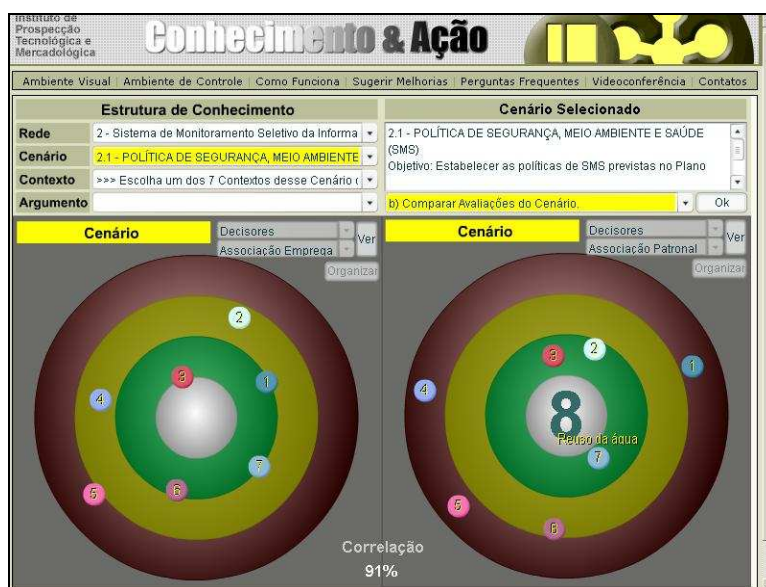 Instituto de
Prospecção
Tecnológica e
Mercadológica
Conhecimento & Ação
Ambiente Visual | Ambiente de Controle | Como Funciona | Sugerir Melhorias | Perguntas Frequentes | Videoconferência | Contatos
Estrutura de Conhecimento
Rede 2 - Sistema de Monitoramento Seletivo da Informa
Cenário 2.1 - POLÍTICA DE SEGURANÇA, MEIO AMBIENTE
Contexto >>> Escolha um dos 7 Contextos desse Cenário (
Argumento
Cenário Selecionado
2.1 - POLÍTICA DE SEGURANÇA, MEIO AMBIENTE E SAÚDE
(SMS)
Objetivo: Estabelecer as políticas de SMS previstas no Plano
b) Comparar Avaliações do Cenário. Ok
Cenário
Decisores
Associação Emprega
Ver
Organizar
2
3
1
4
7
6
5
Cenário
Decisores
Associação Patronal
Ver
Organizar
2
3
1
4
8
Reuso da água
7
5
6
Correlação
91%